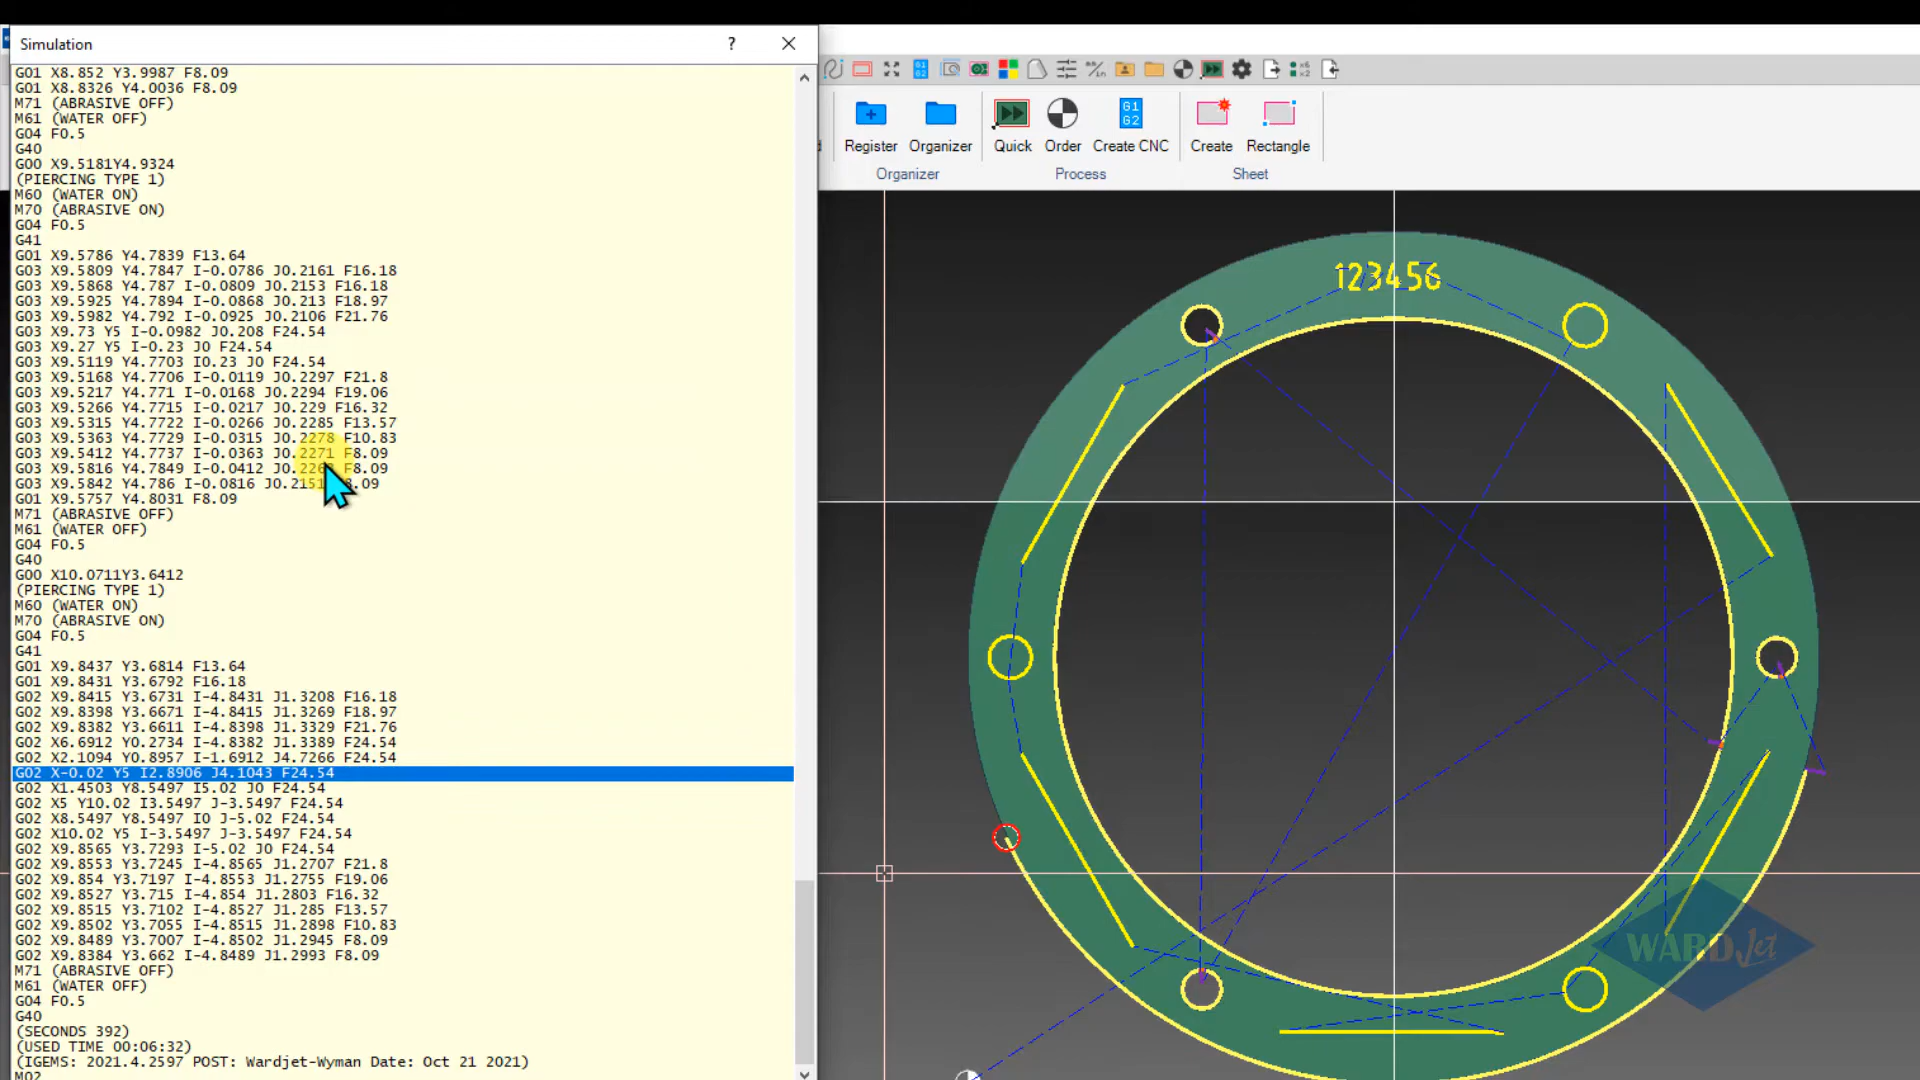 Simulation
?
G01 X8.852 Y3.9987 F8.09
G01 X8.8326 Y4.0036 F8.09
M71 (ABRASIVE OFF)
M61 (WATER OFF)
G04 F0.5
G40
G00 X9.5181Y4.9324
(PIERCING TYPE 1)
M60 (WATER ON)
M70 (ABRASIVE ON)
G04 F0.5
G41
G01 X9.5786 Y4.7839 F13.64
G03 X9.5809 Y4.7847 I-0.0786 J0.2161 F16.18
G03 X9.5868 Y4.787 I-0.0809 J0.2153 F16.18
G03 X9.5925 Y4.7894 I-0.0868 J0.213 F18.97
G03 X9.5982 Y4.792 I-0.0925 J0.2106 F21.76
G03 X9.73 Y5 I-0.0982 J0.208 F24.54
G03 X9.27 Y5 I-0.23 J0 F24.54
G03 X9.5119 Y4.7703 I0.23 J0 F24.54
G03 X9.5168 Y4.7706 I-0.0119 J0.2297 F21.8
G03 X9.5217 Y4.771 I-0.0168 J0.2294 F19.06
G03 X9.5266 Y4.7715 I-0.0217 J0.229 F16.32
G03 X9.5315 Y4.7722 I-0.0266 J0.2285 F13.57
G03 X9.5363 Y4.7729 I-0.0315 J0.2278 F10.83
G03 X9.5412 Y4.7737 I-0.0363 J0.2271 F8.09
G03 X9.5816 Y4.7849 I-0.0412 F8.09
G03 X9.5842 Y4.786 I-0.0816 J0.2151
G01 X9.5757 Y4.8031 F8.09
M71 (ABRASIVE OFF)
M61 (WATER OFF)
G04 F0.5
G40
G00 X10.0711Y3.6412
(PIERCING TYPE 1)
M60 (WATER ON)
M70 (ABRASIVE ON)
G04 F0.5
G41
G01 X9.8437 Y3.6814 F13.64
G01 X9.8431 Y3.6792 F16.18
G02 X9.8415 Y3.6731 I-4.8431 J1.3208 F16.18
G02 X9.8398 Y3.6671 I-4.8415 J1.3269 F18.97
G02 X9.8382 Y3.6611 I-4.8398 J1.3329 F21.76
G02 X6.6912 Y0.2734 I-4.8382 J1.3389 F24.54
G02 X2.1094 Y0.8957 I-1.6912 J4.7266 F24.54
G02 X-0.02 Y5 I2.8906 J4.1043 F24.54
G02 X1.4503 Y8.5497 I5.02 J0 F24.54
G02 X5 Y10.02 I3.5497 J-3.5497 F24.54
G02 X8.5497 Y8.5497 I0 J-5.02 F24.54
G02 X10.02 Y5 I-3.5497 J-3.5497 F24.54
G02 X9.8565 Y3.7293 I-5.02 J0 F24.54
G02 X9.8553 Y3.7245 I-4.8565 J1.2707 F21.8
G02 X9.854 Y3.7197 I-4.8553 J1.2755 F19.06
G02 X9.8527 Y3.715 I-4.854 J1.2803 F16.32
G02 X9.8515 Y3.7102 I-4.8527 J1.285 F13.57
G02 X9.8502 Y3.7055 I-4.8515 J1.2898 F10.83
G02 X9.8489 Y3.7007 I-4.8502 J1.2945 F8.09
G02 X9.8384 Y3.662 I-4.8489 J1.2993 F8.09
M71 (ABRASIVE OFF)
M61 (WATER OFF)
G04 F0.5
G40
(SECONDS 392)
(USED TIME 00:06:32)
(IGEMS: 2021.4.2597 POST: Wardjet-Wyman Date: Oct 21 2021)
M02
Register Organizer Quick Order Create CNC Create Rectangle
Organizer Process Sheet
123456
WARDJet